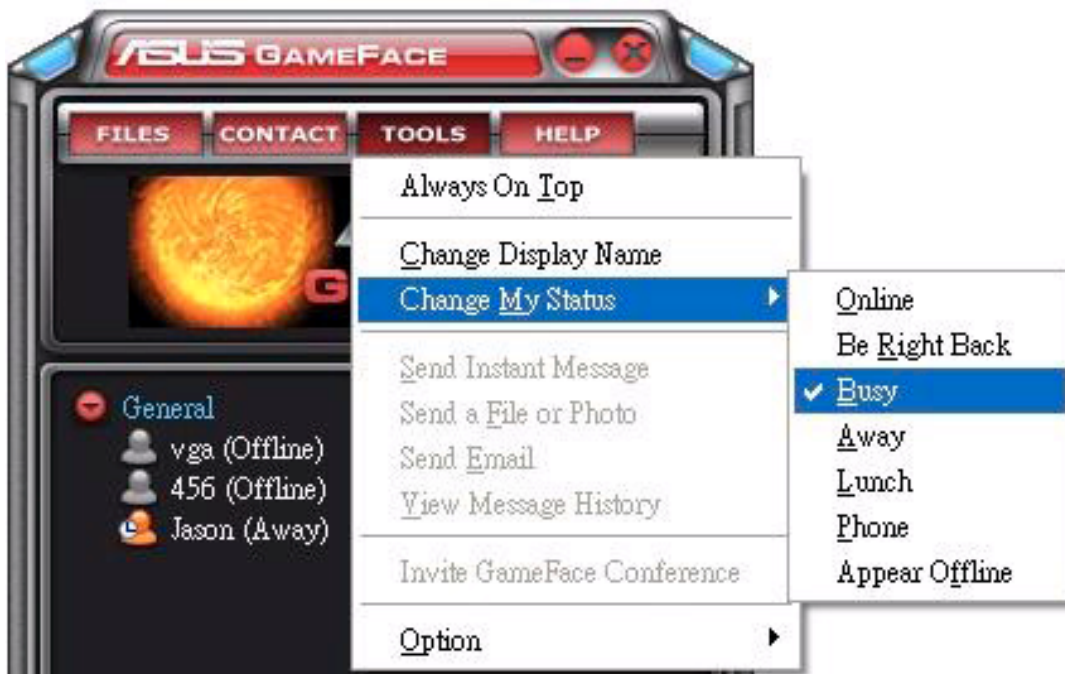 ASUS GAMEFACE
FILES CONTACT TOOLS HELP
G
Always On Top
Change Display Name
Change My Status
Send Instant Message
Send a File or Photo
Send Email
View Message History
Invite GameFace Conference
Option
Online
Be Right Back
Busy
Away
Lunch
Phone
Appear Offline
General
vga (Offline)
456 (Offline)
Jason (Away)